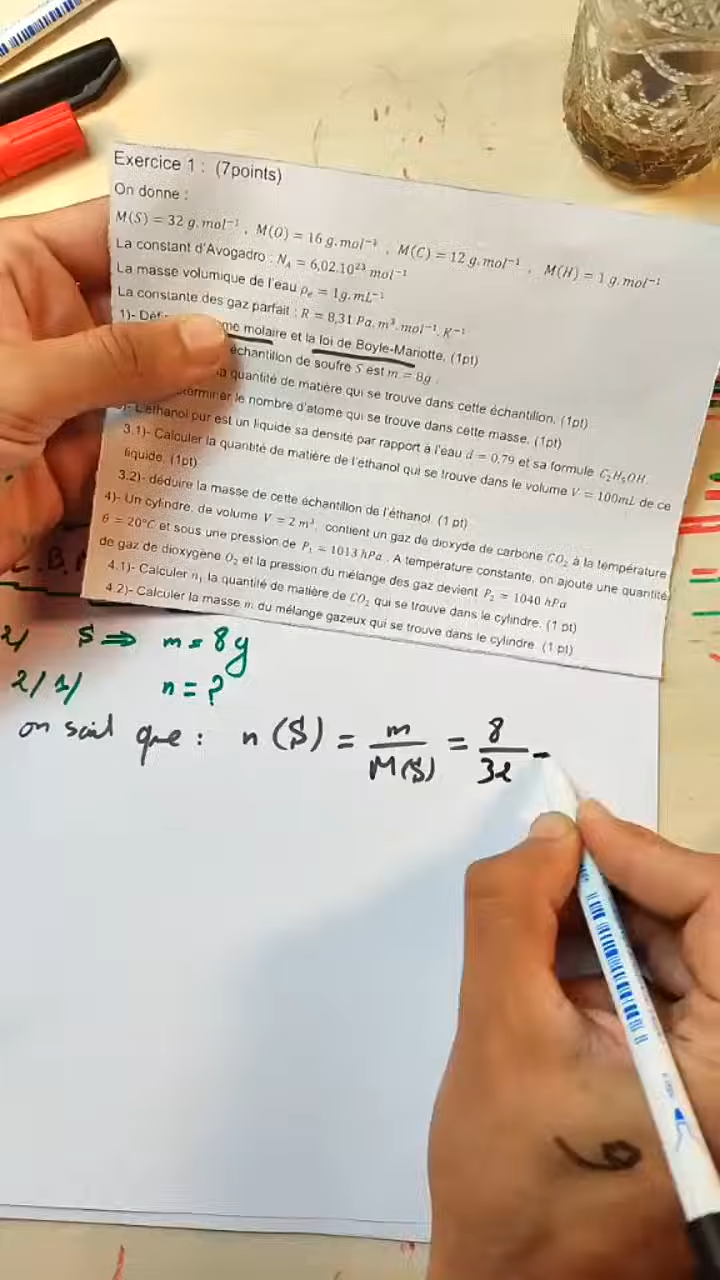 Exercice 1 : (7points)
On donne :
M(S) = 32 g.mol⁻¹ , M(O) = 16 g.mol⁻¹ , M(C) = 12 g.mol⁻¹ , M(H) = 1 g.mol⁻¹
La constant d'Avogadro : N_A = 6,02.10²³ mol⁻¹
La masse volumique de l'eau ρₑ = 1g.mL⁻¹
La constante des gaz parfait : R = 8,31 Pa.m³.mol⁻¹.K⁻¹
1)- molaire et la loi de Boyle-Mariotte. (1pt)
échantillon de soufre S est m = 8g .
quantité de matière qui se trouve dans cette échantillon. (1pt)
le nombre d'atome qui se trouve dans cette masse. (1pt)
L'éthanol pur est un liquide sa densité par rapport à l'eau d = 0,79 et sa formule C₂H₅OH.
3.1)- Calculer la quantité de matière de l'éthanol qui se trouve dans le volume V = 100mL de ce
liquide. (1pt)
3.2)- déduire la masse de cette échantillon de l'éthanol. (1 pt)
4)- Un cylindre, de volume V = 2 m³, contient un gaz de dioxyde de carbone CO₂ à la température
θ = 20°C et sous une pression de P₁ = 1013 hPa . A température constante, on ajoute une quantité
de gaz de dioxygène O₂ et la pression du mélange des gaz devient P₂ = 1040 hPa
4.1)- Calculer n₁ la quantité de matière de CO₂ qui se trouve dans le cylindre. (1 pt)
4.2)- Calculer la masse m du mélange gazeux qui se trouve dans le cylindre (1 pt)
2/ S ⇒ m = 8g
2/1/ n = ?
on sait que : n(S) = m/M(S) = 8/32 -